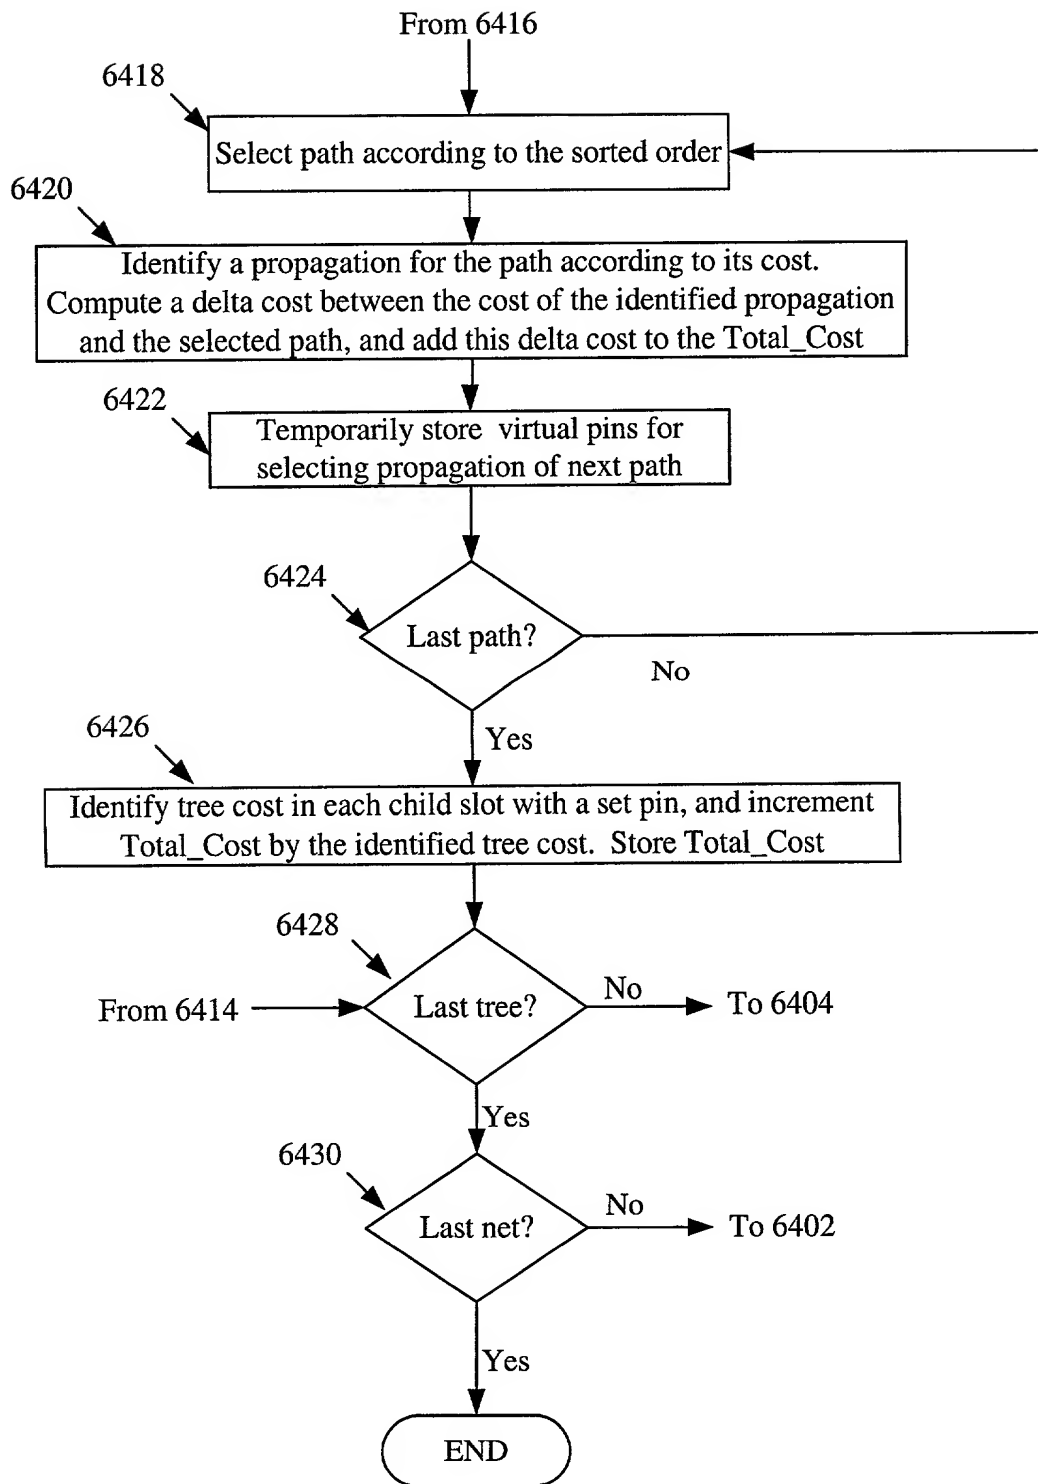 From 6416
6418
Select path according to the sorted order
6420
Identify a propagation for the path according to its cost.
Compute a delta cost between the cost of the identified propagation
and the selected path, and add this delta cost to the Total_Cost
6422
Temporarily store virtual pins for
selecting propagation of next path
6424
Last path?
No
Yes
6426
Identify tree cost in each child slot with a set pin, and increment
Total_Cost by the identified tree cost. Store Total_Cost
6428
From 6414
Last tree?
No
To 6404
Yes
6430
Last net?
No
To 6402
Yes
END